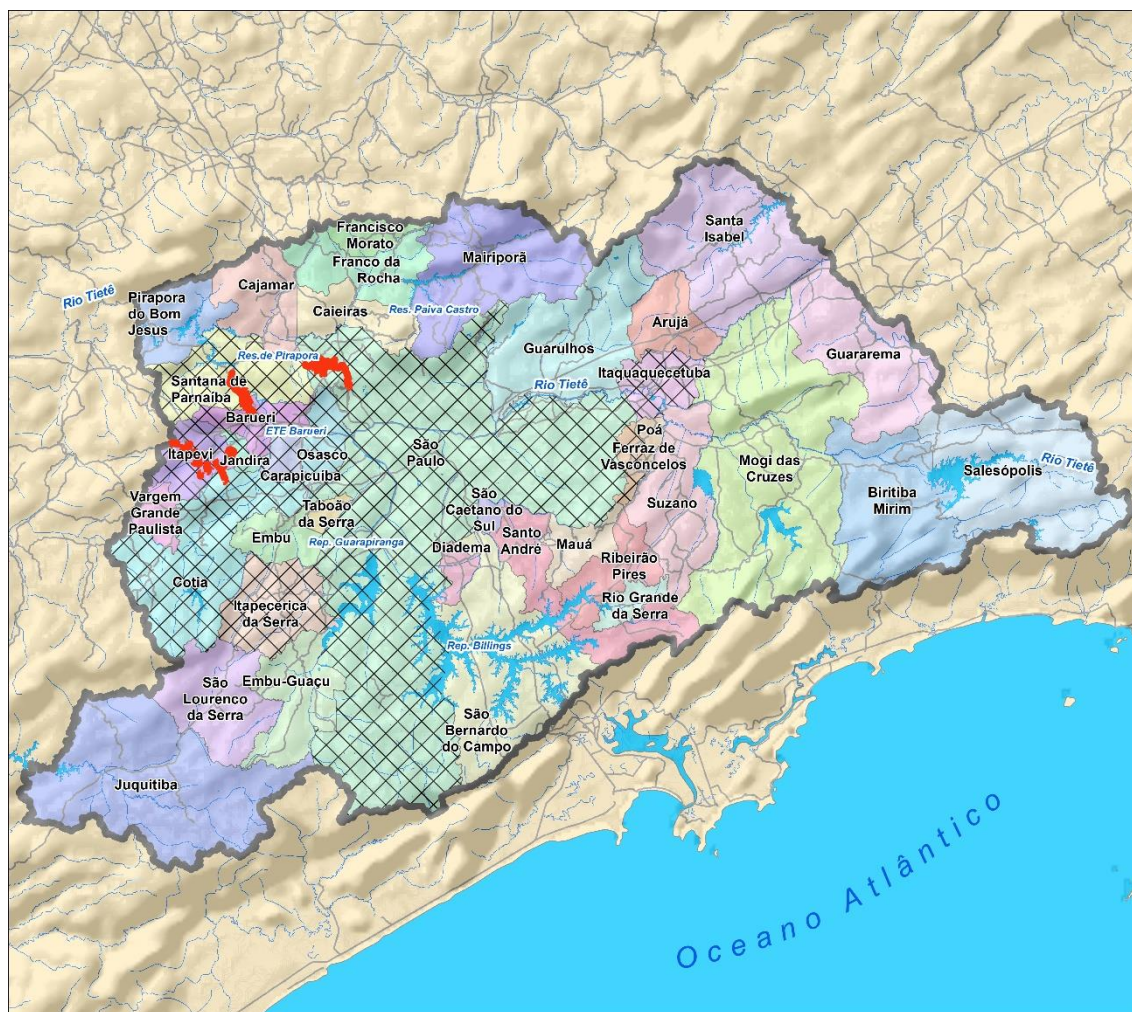 Santa
Isabel
Francisco
Morato
Franco da
Rocha
Mairiporã
Cajamar
Rio Tietê
Pirapora
do Bom
Jesus
Caieiras
Res. Paiva Castro
Arujá
Guarulhos
Guararema
Res.de Pirapora
Itaquaquecetuba
Santana de
Parnaíba
Rio Tietê
Barueri
ETE Barueri
Poá
Ferraz de
Vasconcelos
São
Paulo
Itapevi
Jandira
Osasco
Carapicuiba
Mogi das
Cruzes
Rio Tietê
Salesópolis
Biritiba
Mirim
Vargem
Grande
Paulista
Taboão
da Serra
São
Caetano do
Sul
Suzano
Embu
Rep. Guarapiranga
Diadema
Santo
André
Mauá
Ribeirão
Pires
Cotia
Itapecerica
da Serra
Rio Grande
da Serra
Rep. Billings
São
Lourenco
da Serra
Embu-Guaçu
São
Bernardo
do Campo
Juquitiba
Oceano Atlântico